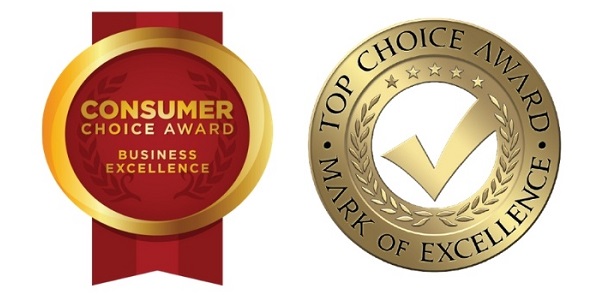 CONSUMER
CHOICE AWARD
BUSINESS
EXCELLENCE
TOP CHOICE AWARD
MARK OF EXCELLENCE